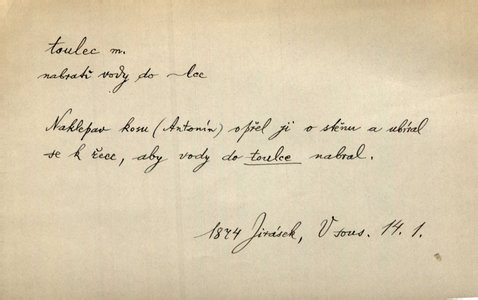 toulec m.
nabrati vody do ~lce
Naklepav kosu (Antonín) opřel ji o stěnu a ubíral
se k řece, aby vody do toulce nabral.
1874 Jirásek, V sous. 14. 1.